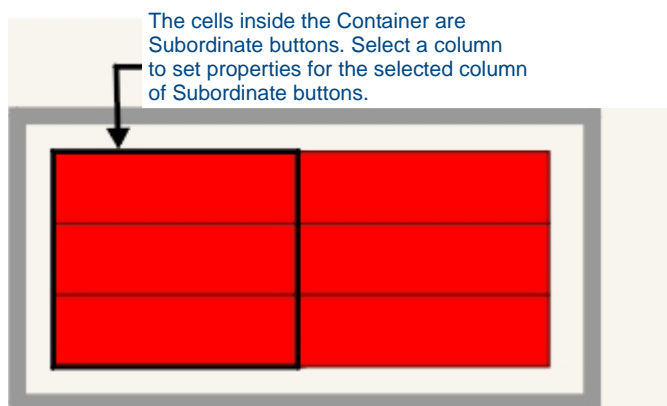 The cells inside the Container are
Subordinate buttons. Select a column
to set properties for the selected column
of Subordinate buttons.